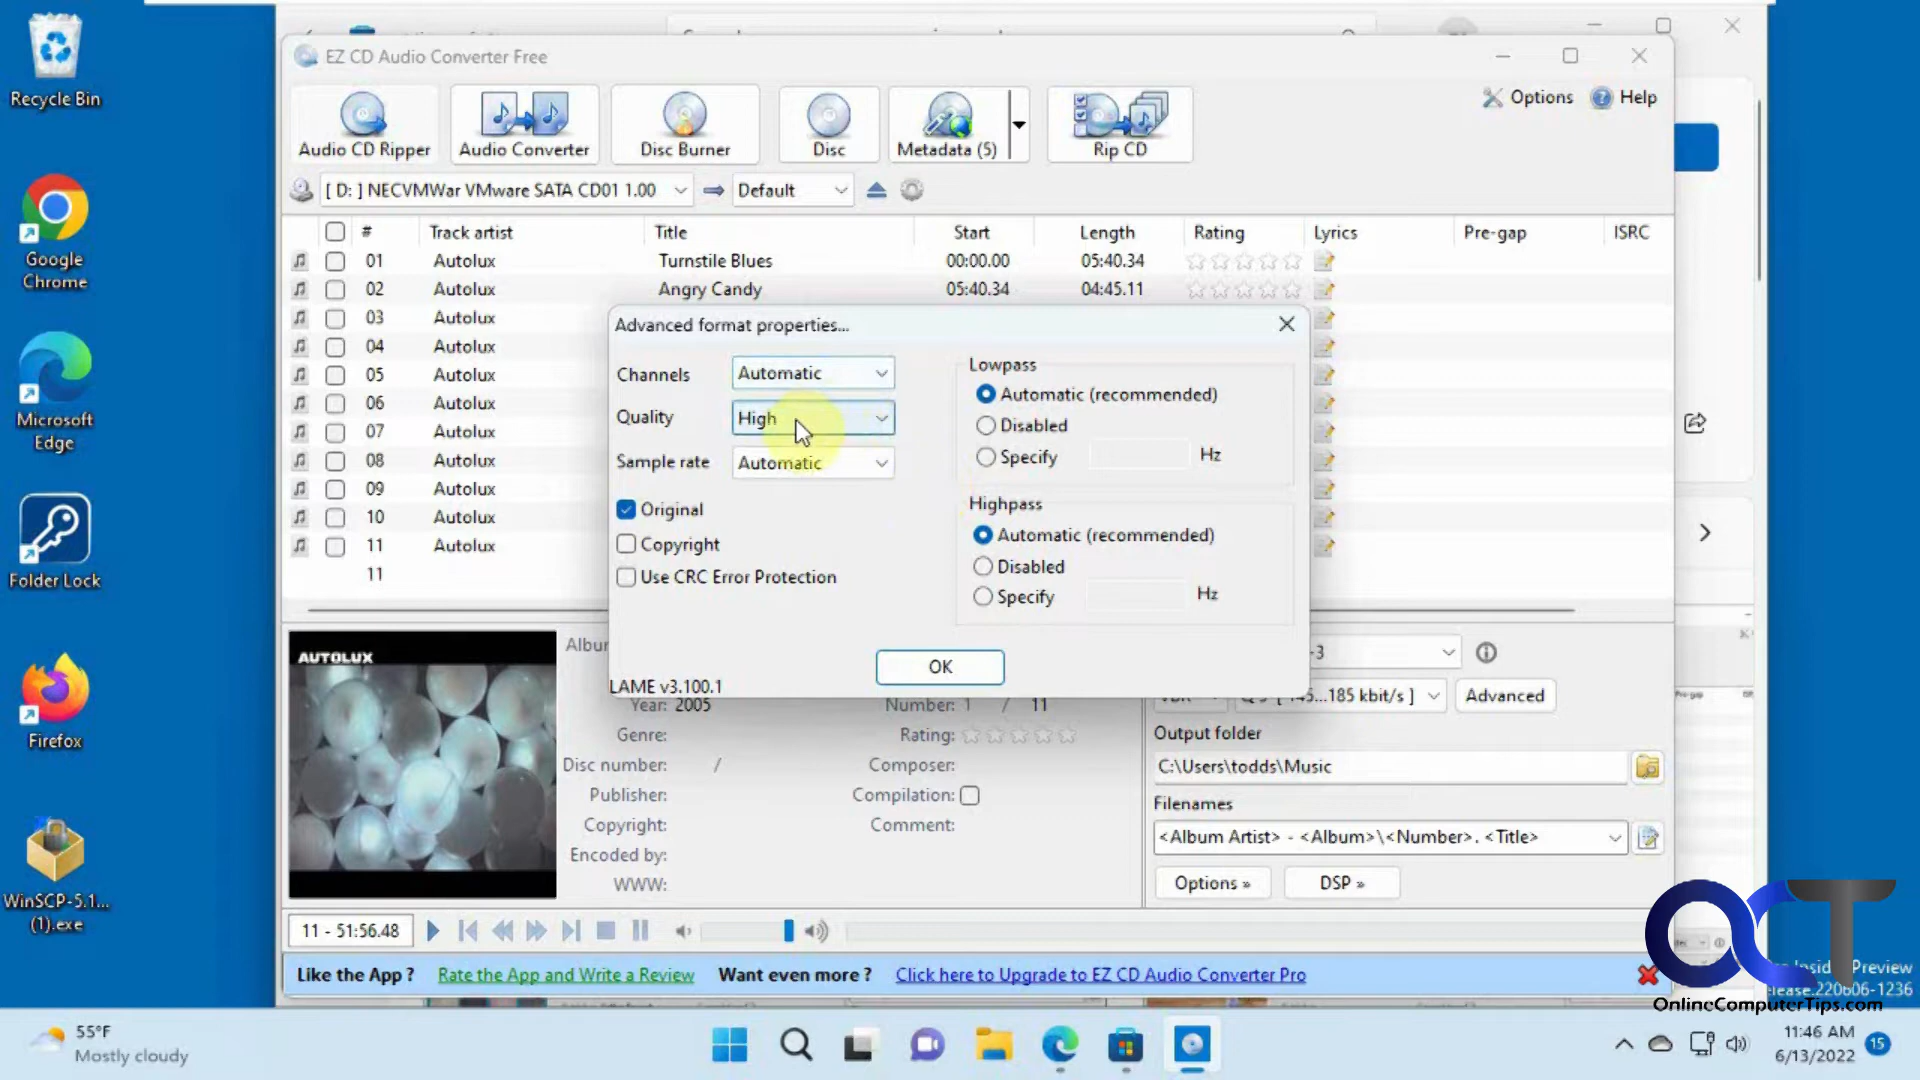 Recycle Bin
Google
Chrome
Microsoft
Edge
Folder Lock
Firefox
WinSCP-5.1...
(1).exe
EZ CD Audio Converter Free
Options
Help
Audio CD Ripper
Audio Converter
Disc Burner
Disc
Metadata (5)
Rip CD
[ D: ] NECVMWar VMware SATA CD01 1.00
Default
# Track artist Title Start Length Rating Lyrics Pre-gap ISRC
01 Autolux Turnstile Blues 00:00.00 05:40.34
02 Autolux Angry Candy 05:40.34 04:45.11
03 Autolux
04 Autolux
05 Autolux
06 Autolux
07 Autolux
08 Autolux
09 Autolux
10 Autolux
11 Autolux
11
Advanced format properties...
Channels Automatic
Quality High
Sample rate Automatic
Original
Copyright
Use CRC Error Protection
Lowpass
Automatic (recommended)
Disabled
Specify Hz
Highpass
Automatic (recommended)
Disabled
Specify Hz
OK
LAME v3.100.1
AUTOLUX
Year: 2005
Number: 1 / 11
Genre:
Rating:
Disc number: /
Composer:
Publisher:
Compilation:
Copyright:
Comment:
Encoded by:
WWW:
-3
185 kbit/s ]
Advanced
Output folder
C:\Users\todds\Music
Filenames
<Album Artist> - <Album>\<Number>. <Title>
Options »
DSP »
11 - 51:56.48
Like the App ? Rate the App and Write a Review Want even more ? Click here to Upgrade to EZ CD Audio Converter Pro
Preview
220606-1236
OCT
OnlineComputerTips.com
55°F
Mostly cloudy
11:46 AM
6/13/2022
15